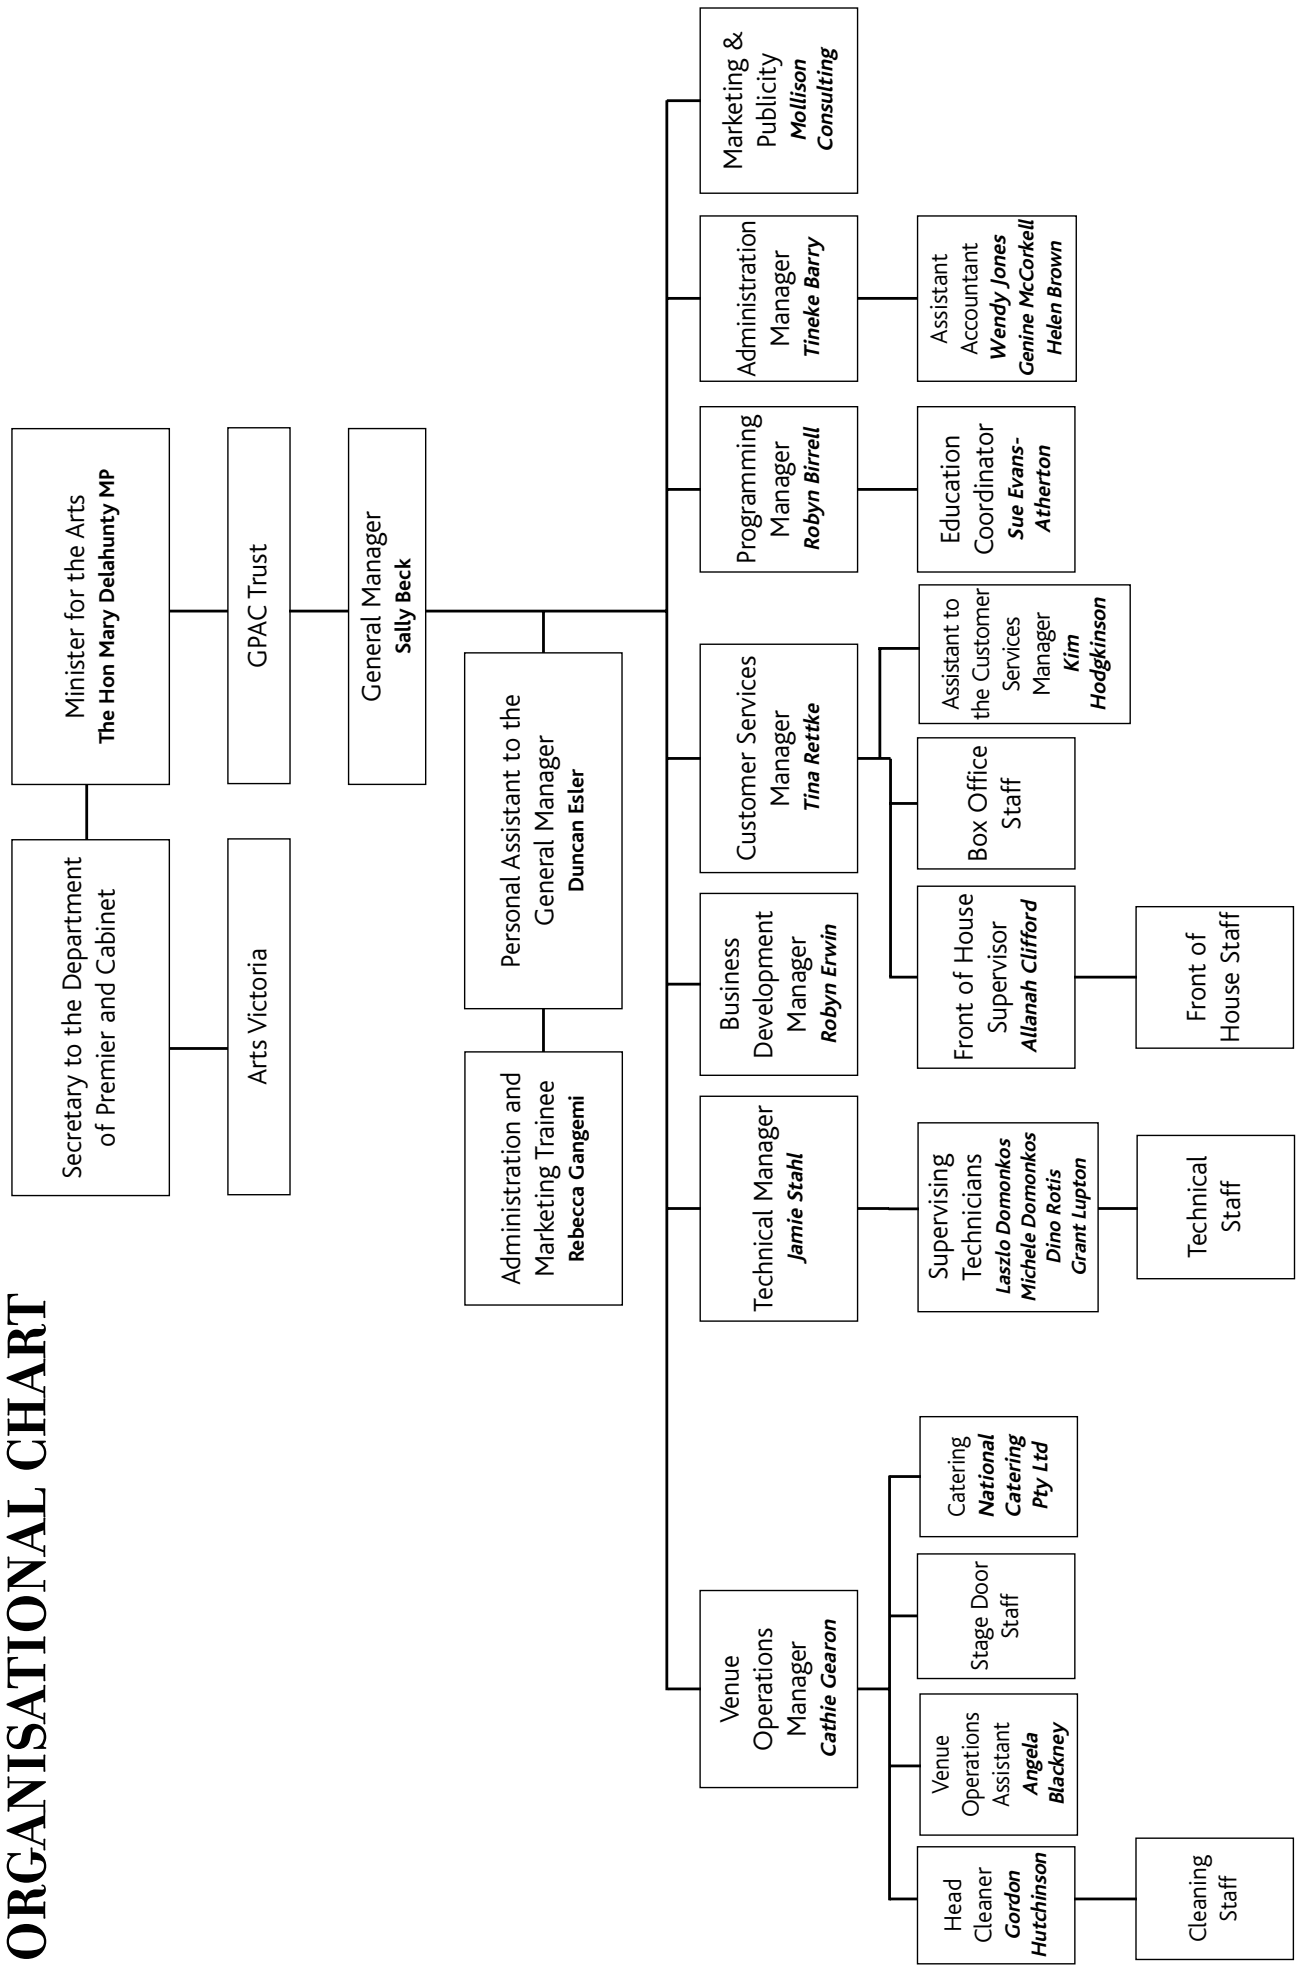 ORGANISATIONAL CHART
Secretary to the Department
of Premier and Cabinet
Minister for the Arts
The Hon Mary Delahunty MP
Arts Victoria
GPAC Trust
General Manager
Sally Beck
Administration and
Marketing Trainee
Rebecca Gangemi
Personal Assistant to the
General Manager
Duncan Esler
Venue
Operations
Manager
Cathie Gearon
Technical Manager
Jamie Stahl
Business
Development
Manager
Robyn Erwin
Customer Services
Manager
Tina Rettke
Programming
Manager
Robyn Birrell
Administration
Manager
Tineke Barry
Marketing &
Publicity
Mollison
Consulting
Head
Cleaner
Gordon
Hutchinson
Venue
Operations
Assistant
Angela
Blackney
Stage Door
Staff
Catering
National
Catering
Pty Ltd
Supervising
Technicians
Laszlo Domonkos
Michele Domonkos
Dino Rotis
Grant Lupton
Front of House
Supervisor
Allanah Clifford
Box Office
Staff
Assistant to
the Customer
Services
Manager
Kim
Hodgkinson
Education
Coordinator
Sue Evans-
Atherton
Assistant
Accountant
Wendy Jones
Genine McCorkell
Helen Brown
Cleaning
Staff
Technical
Staff
Front of
House Staff